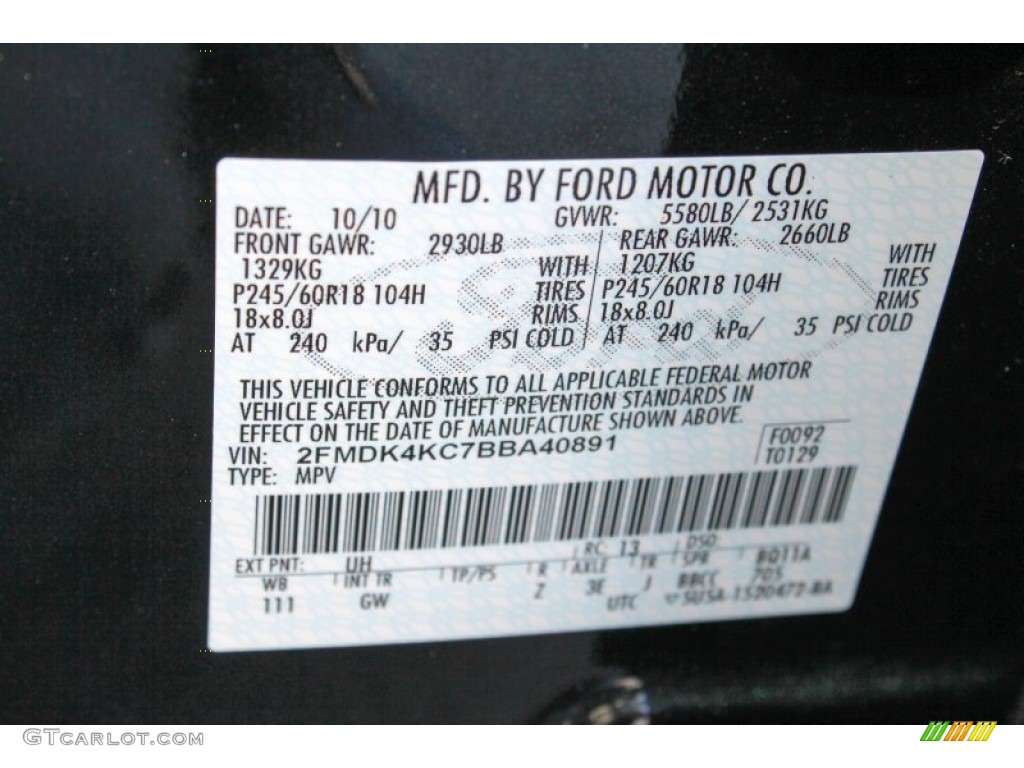 MFD. BY FORD MOTOR CO.
DATE: 10/10 GVWR: 5580LB/ 2531KG
FRONT GAWR: 2930LB REAR GAWR: 2660LB
1329KG WITH 1207KG WITH
P245/60R18 104H TIRES P245/60R18 104H TIRES
18x8.0J RIMS 18x8.0J RIMS
AT 240 kPa/ 35 PSI COLD AT 240 kPa/ 35 PSI COLD
THIS VEHICLE CONFORMS TO ALL APPLICABLE FEDERAL MOTOR
VEHICLE SAFETY AND THEFT PREVENTION STANDARDS IN
EFFECT ON THE DATE OF MANUFACTURE SHOWN ABOVE.
VIN: 2FMDK4KC7BBA40891 F0092
TYPE: MPV T0129
EXT PNT: UH RC: 13 DSO:
WB INT TR TP/PS R AXLE TR SPR BQ11A
111 GW Z 3E J BBCC 705
UTC SU5A-1520472-BA
GTCarlot.com